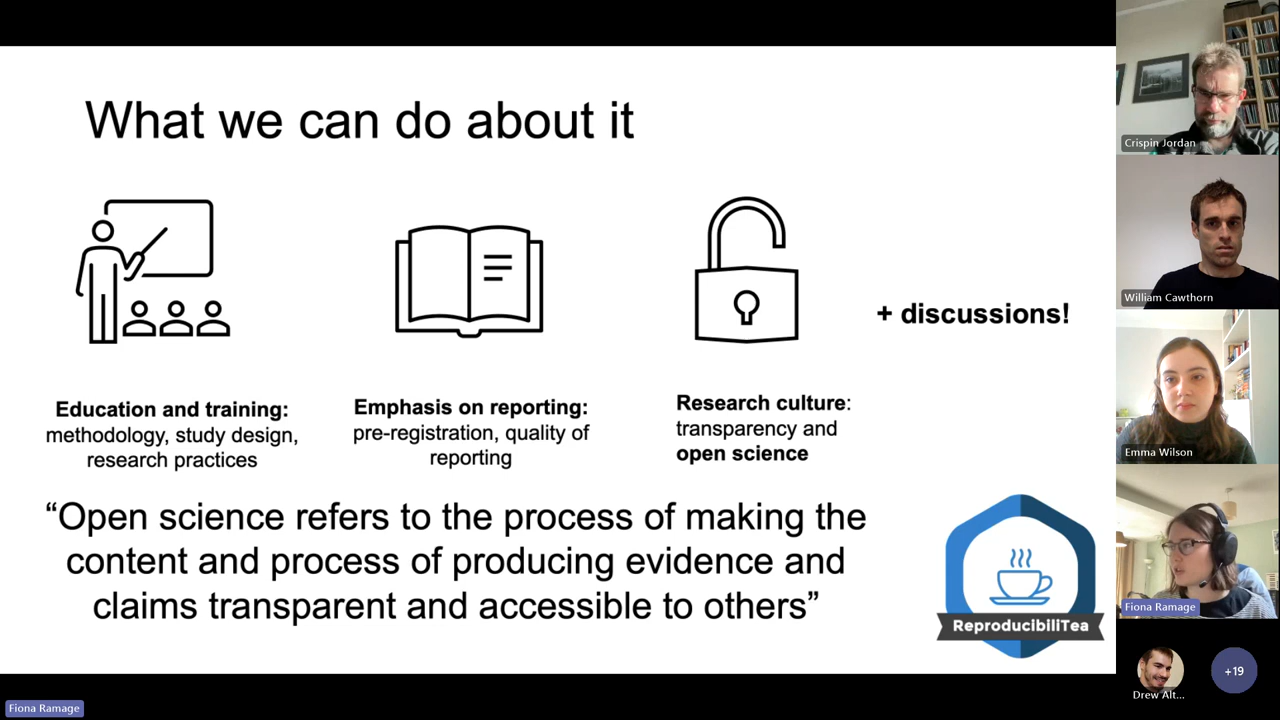 What we can do about it
+ discussions!
Education and training:
methodology, study design,
research practices
Emphasis on reporting:
pre-registration, quality of
reporting
Research culture:
transparency and
open science
“Open science refers to the process of making the
content and process of producing evidence and
claims transparent and accessible to others”
ReproducibiliTea
Crispin Jordan
William Cawthorn
Emma Wilson
Fiona Ramage
Drew Alt...
+19
Fiona Ramage